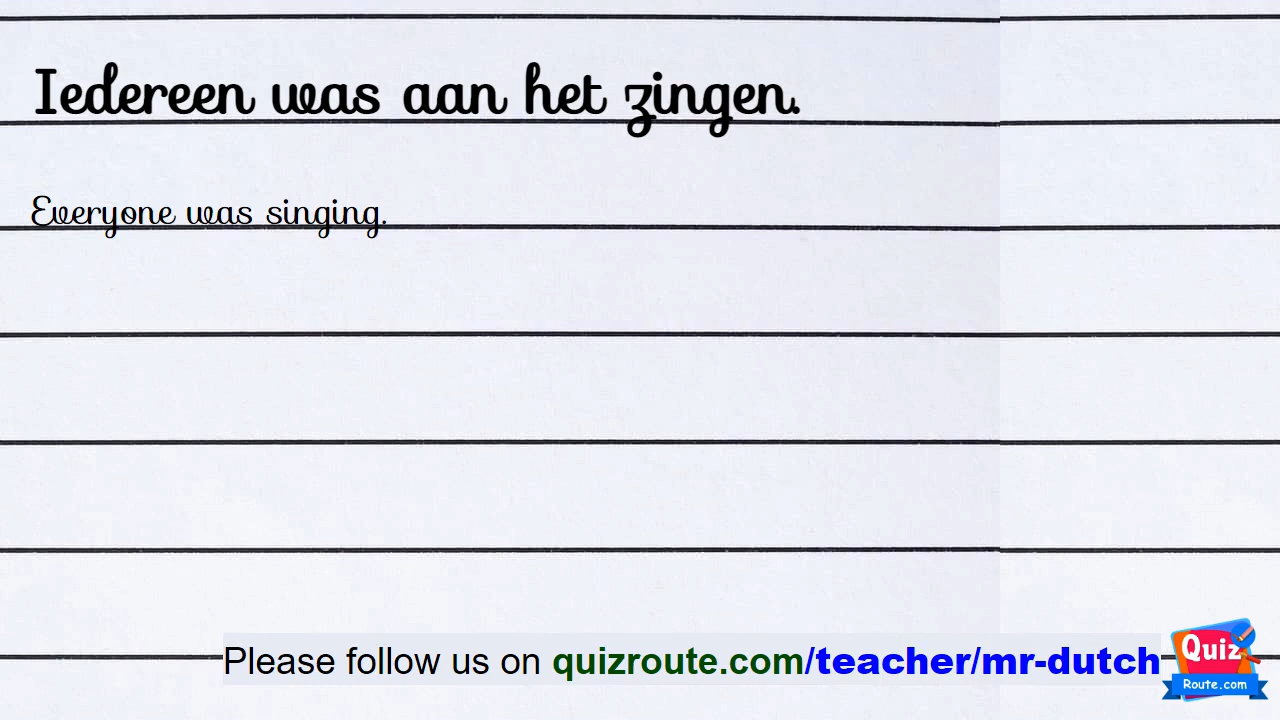 Iedereen was aan het zingen.
Everyone was singing.
Please follow us on quizroute.com/teacher/mr-dutch
Quiz
Route.com